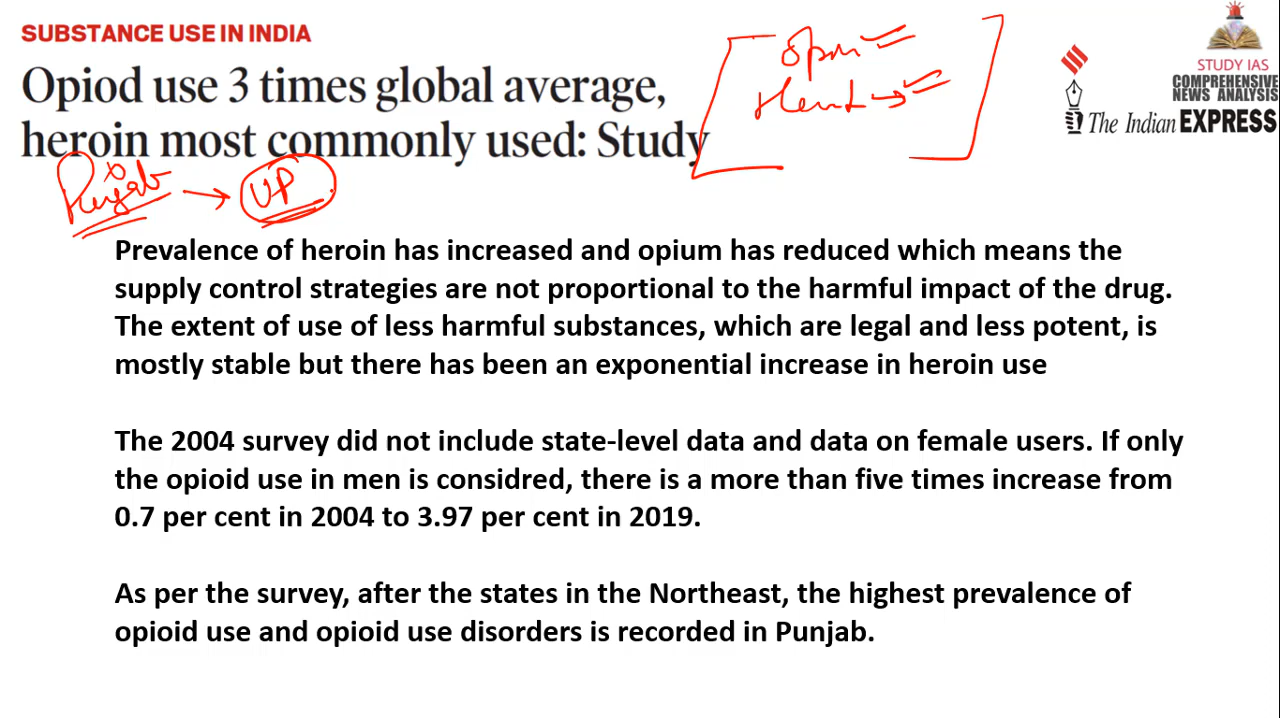 SUBSTANCE USE IN INDIA
Opiod use 3 times global average,
heroin most commonly used: Study
Punjab → UP
STUDY IAS
COMPREHENSIVE
NEWS ANALYSIS
The Indian EXPRESS
Prevalence of heroin has increased and opium has reduced which means the
supply control strategies are not proportional to the harmful impact of the drug.
The extent of use of less harmful substances, which are legal and less potent, is
mostly stable but there has been an exponential increase in heroin use
The 2004 survey did not include state-level data and data on female users. If only
the opioid use in men is considred, there is a more than five times increase from
0.7 per cent in 2004 to 3.97 per cent in 2019.
As per the survey, after the states in the Northeast, the highest prevalence of
opioid use and opioid use disorders is recorded in Punjab.